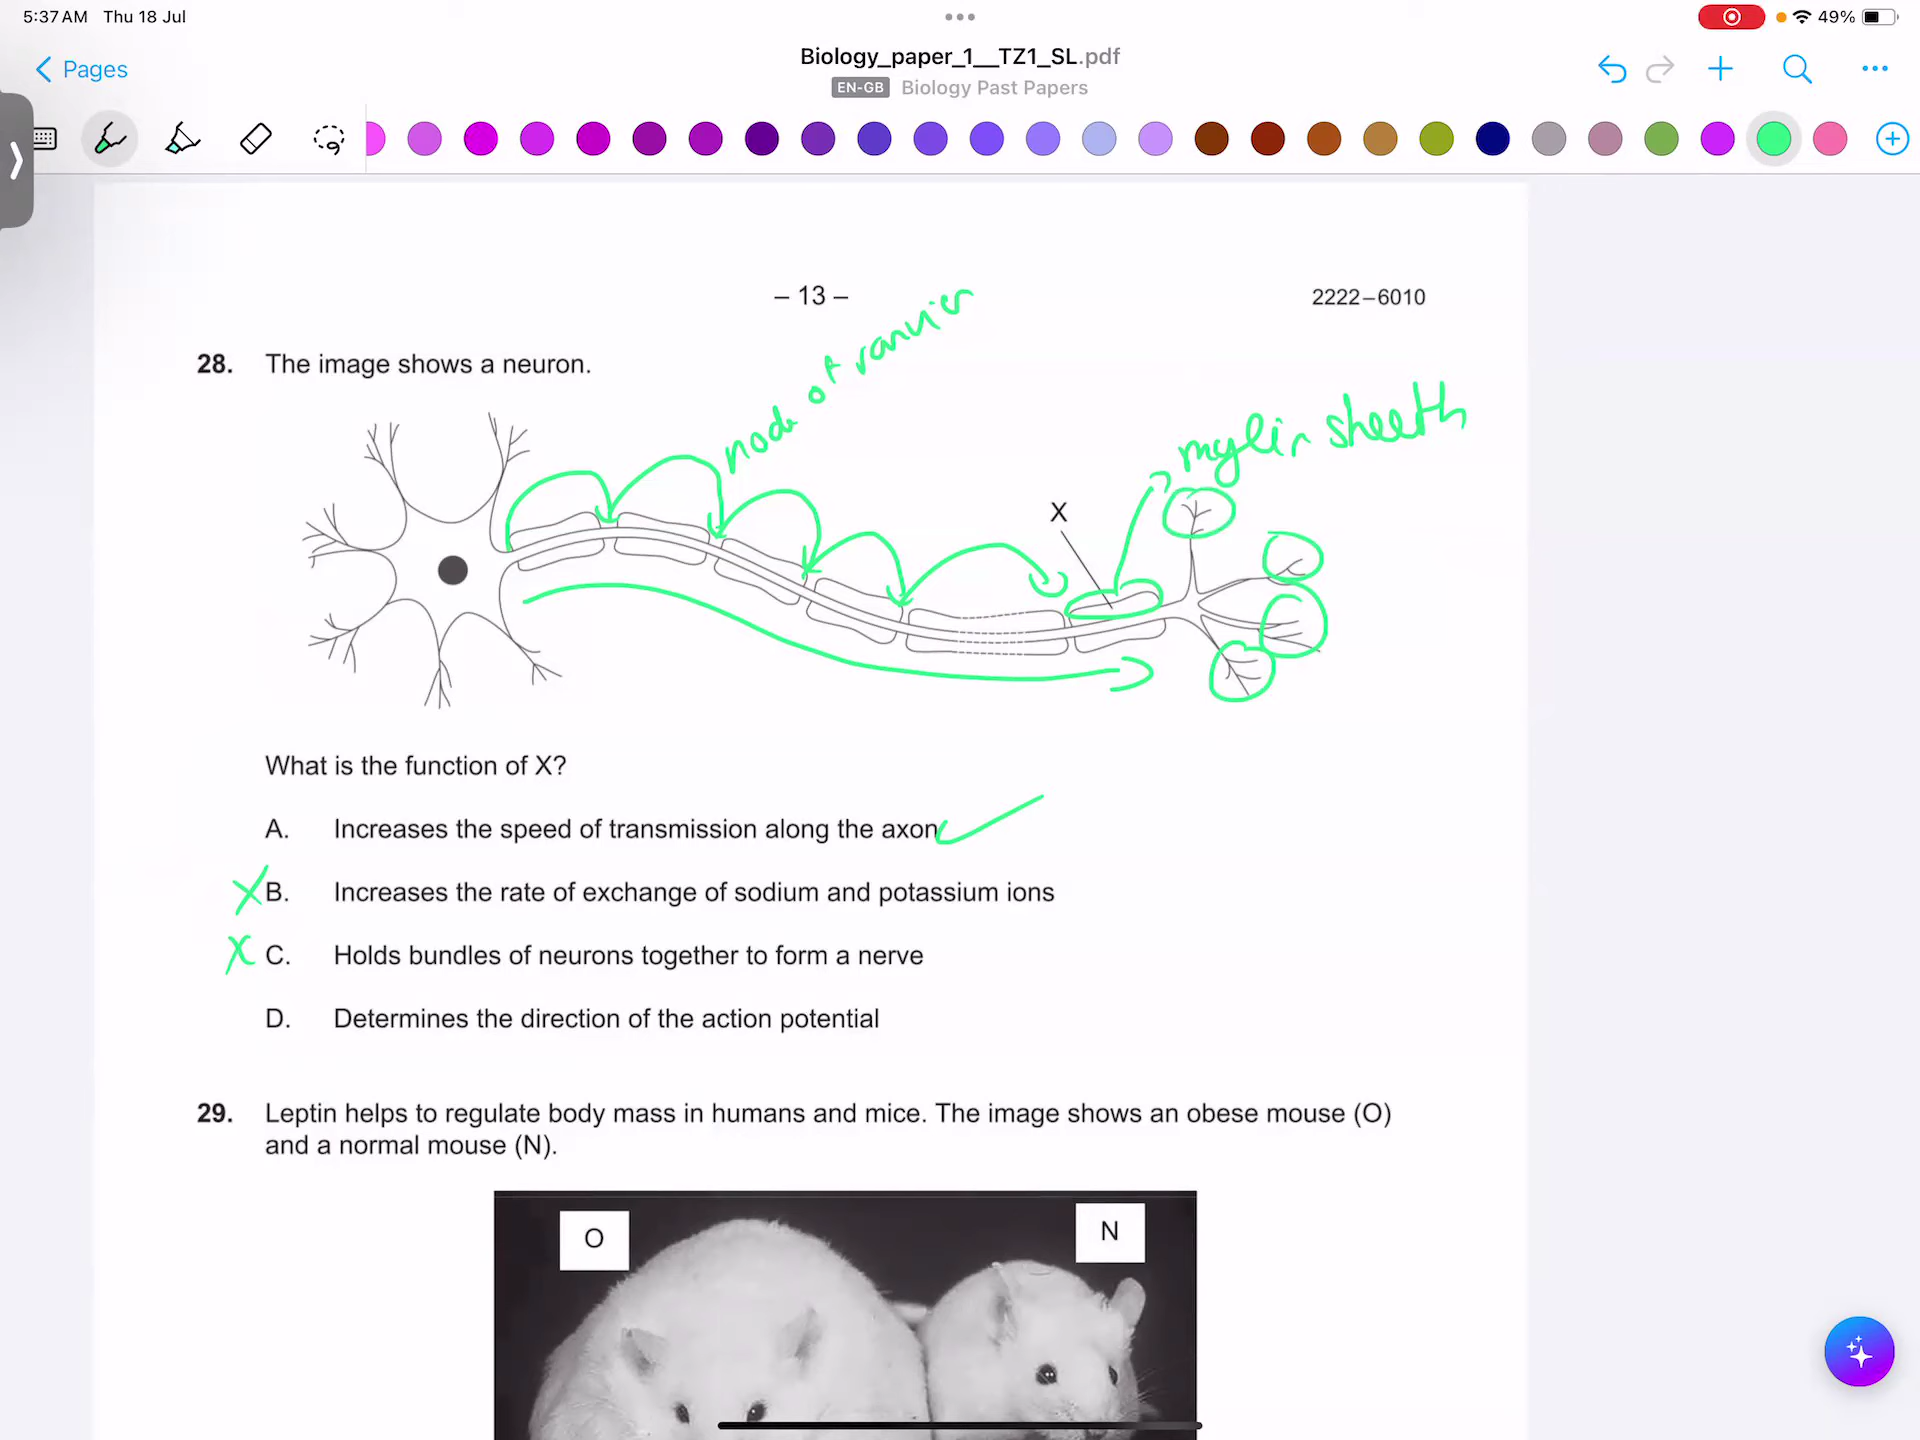 5:37 AM Thu 18 Jul
49%
Pages
Biology_paper_1__TZ1_SL.pdf
EN-GB Biology Past Papers
– 13 –
2222–6010
node of ranvier
28. The image shows a neuron.
mylin sheeth
X
What is the function of X?
A. Increases the speed of transmission along the axon
X B. Increases the rate of exchange of sodium and potassium ions
X C. Holds bundles of neurons together to form a nerve
D. Determines the direction of the action potential
29. Leptin helps to regulate body mass in humans and mice. The image shows an obese mouse (O)
and a normal mouse (N).
O
N